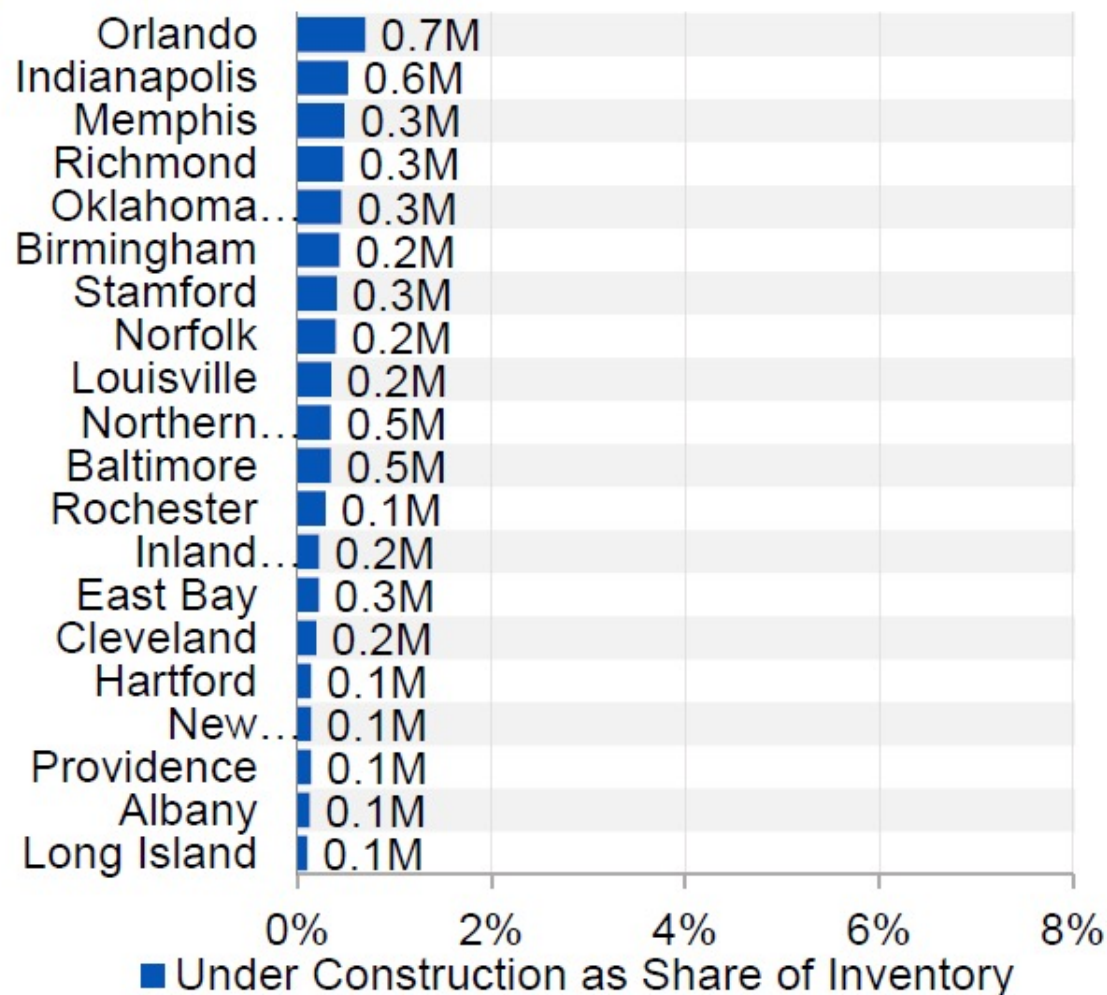 Orlando 0.7M
Indianapolis 0.6M
Memphis 0.3M
Richmond 0.3M
Oklahoma... 0.3M
Birmingham 0.2M
Stamford 0.3M
Norfolk 0.2M
Louisville 0.2M
Northern... 0.5M
Baltimore 0.5M
Rochester 0.1M
Inland... 0.2M
East Bay 0.3M
Cleveland 0.2M
Hartford 0.1M
New... 0.1M
Providence 0.1M
Albany 0.1M
Long Island 0.1M
0% 2% 4% 6% 8%
Under Construction as Share of Inventory